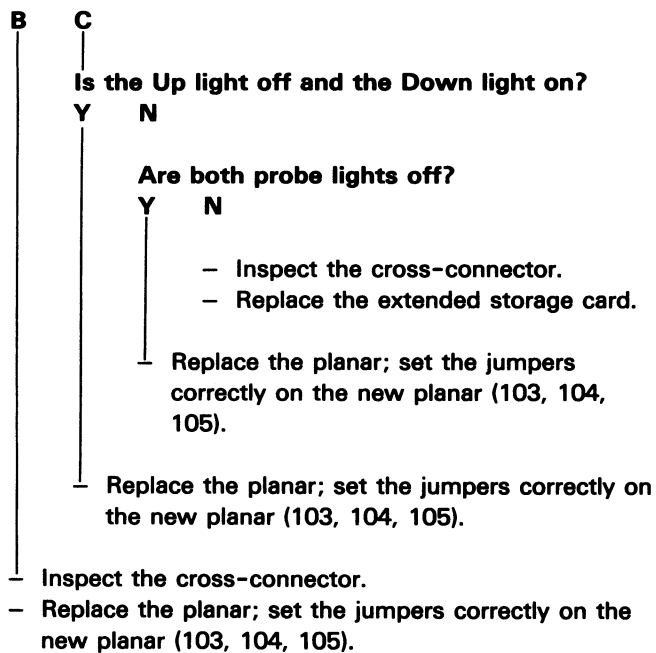 B C
Is the Up light off and the Down light on?
Y N
Are both probe lights off?
Y N
– Inspect the cross-connector.
– Replace the extended storage card.
– Replace the planar; set the jumpers
correctly on the new planar (103, 104,
105).
– Replace the planar; set the jumpers correctly on
the new planar (103, 104, 105).
– Inspect the cross-connector.
– Replace the planar; set the jumpers correctly on the
new planar (103, 104, 105).